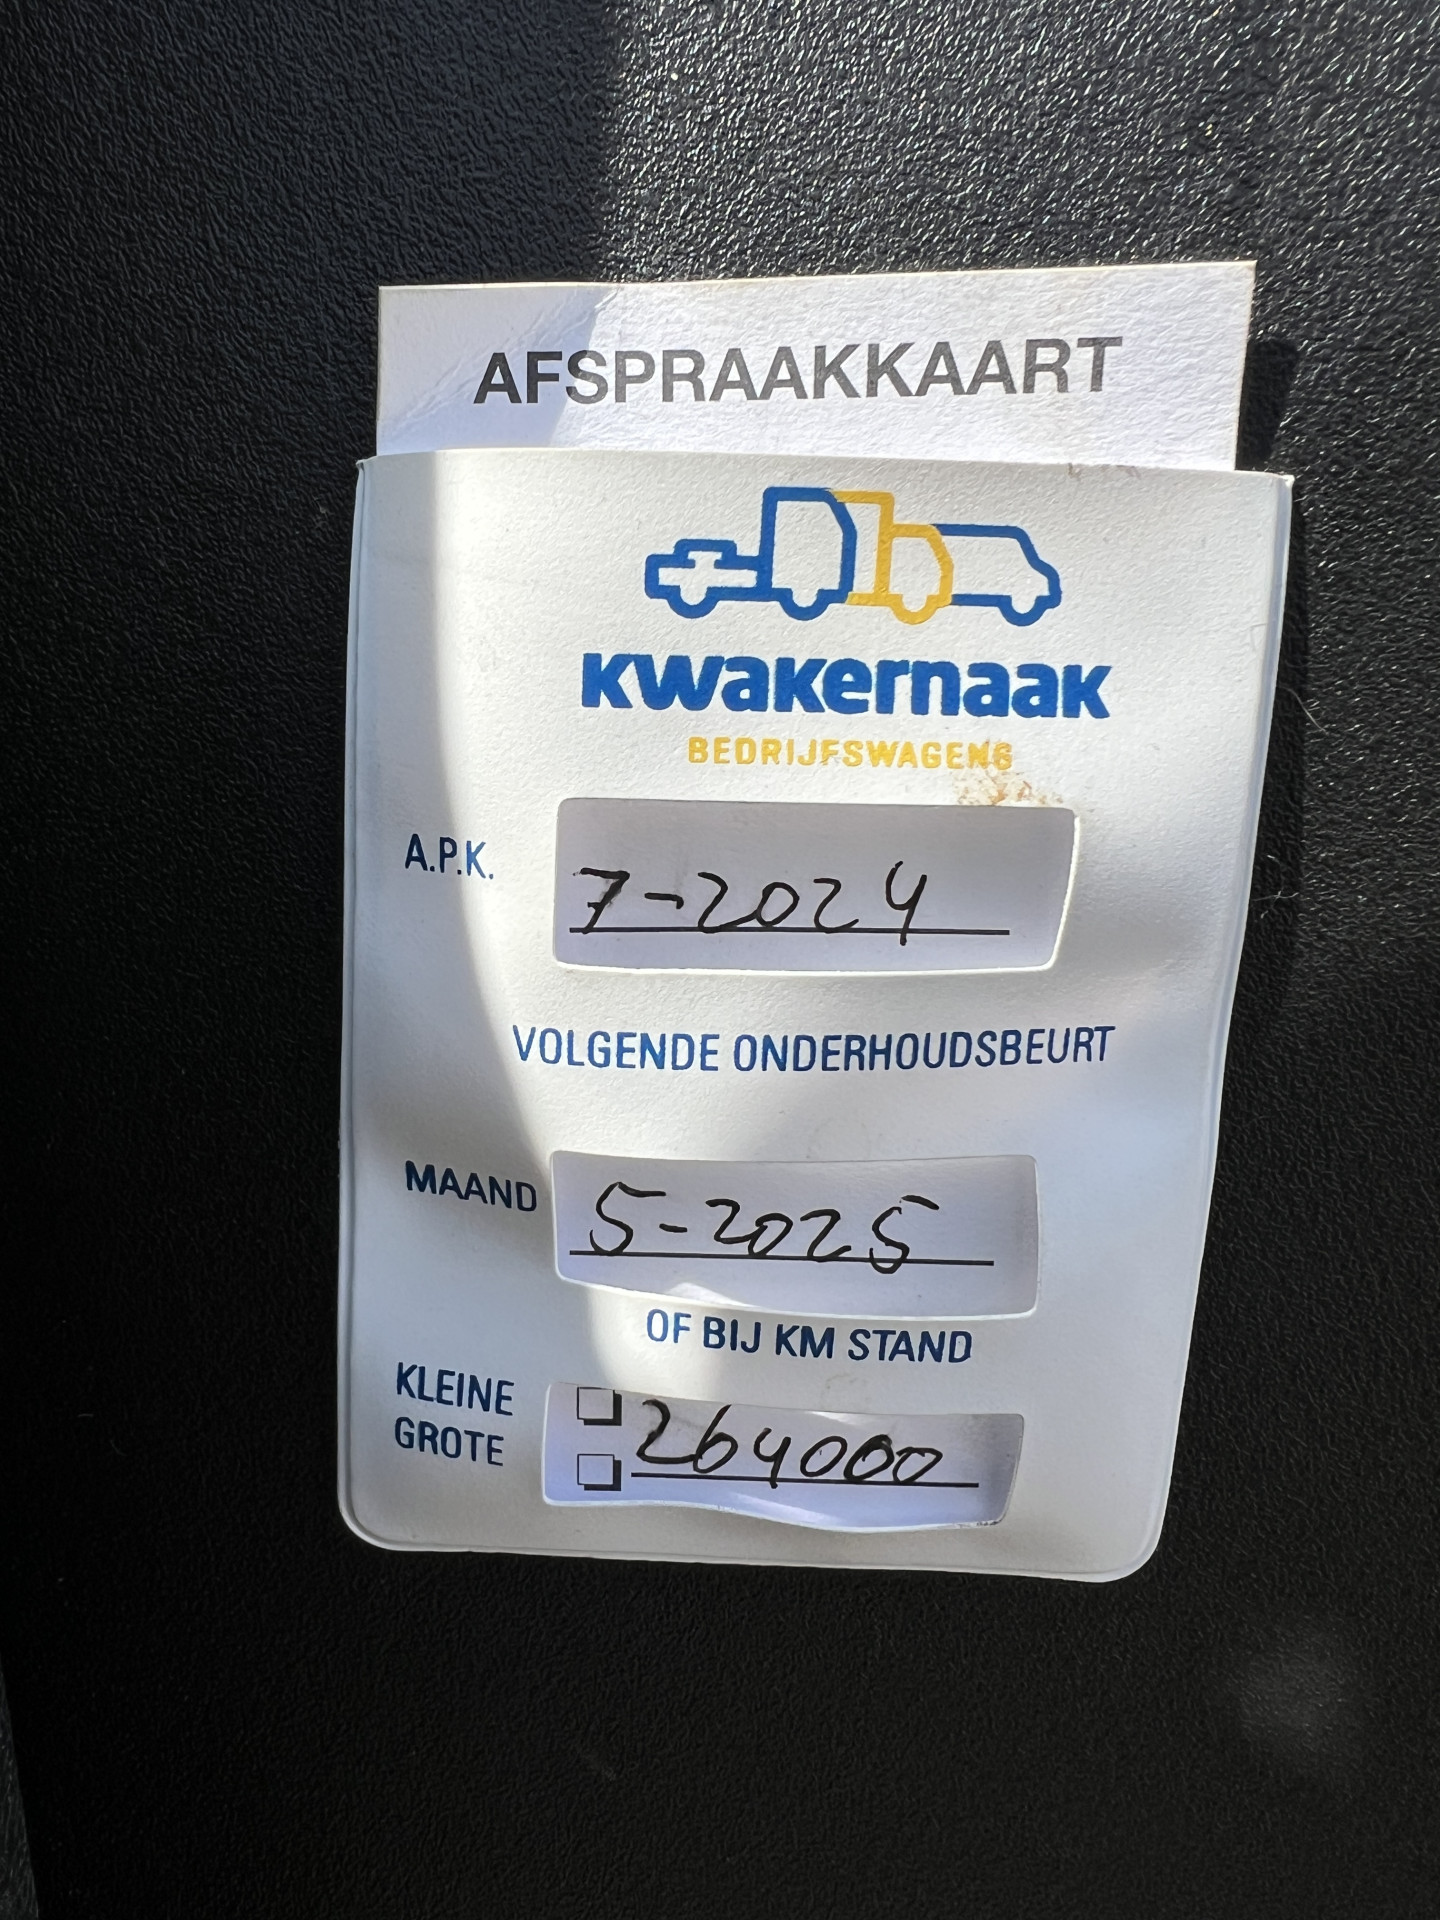 AFSPRAAKKAART
KWAKERNAAK
BEDRIJFSWAGENS
A.P.K. 7-2024
VOLGENDE ONDERHOUDSBEURT
MAAND 5-2025
OF BIJ KM STAND
KLEINE 264000
GROTE